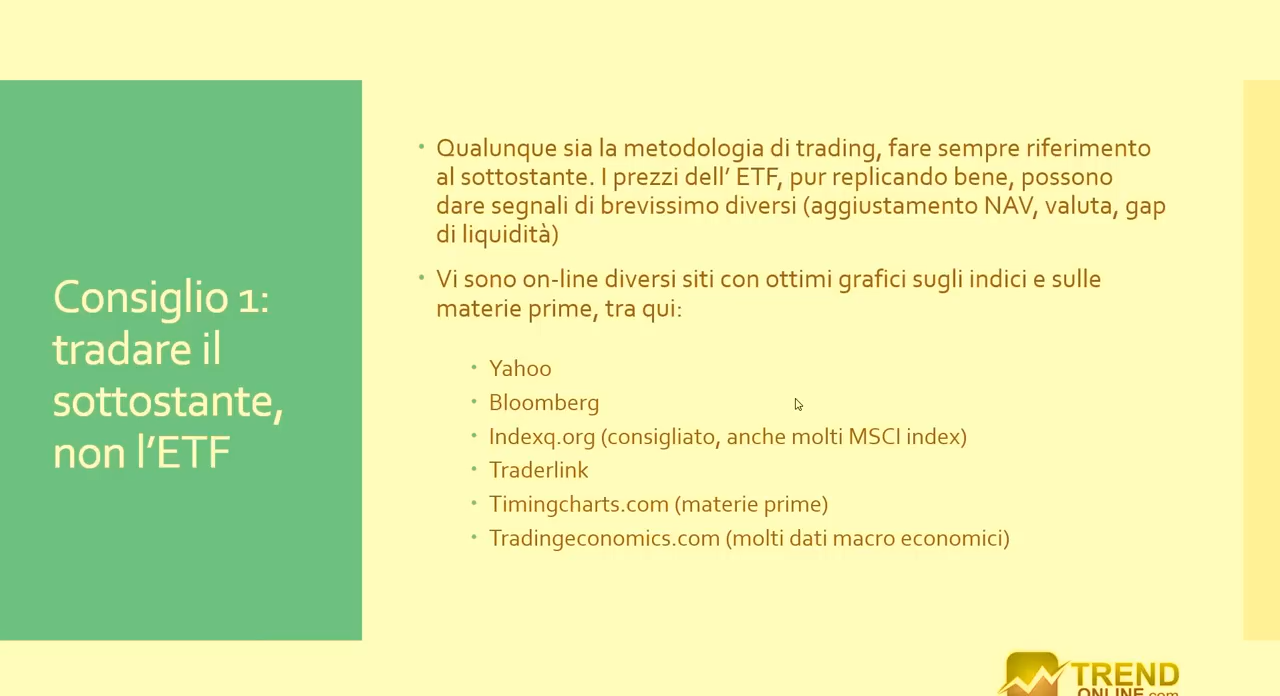 Consiglio 1:
tradare il
sottostante,
non l'ETF
• Qualunque sia la metodologia di trading, fare sempre riferimento
al sottostante. I prezzi dell' ETF, pur replicando bene, possono
dare segnali di brevissimo diversi (aggiustamento NAV, valuta, gap
di liquidità)
• Vi sono on-line diversi siti con ottimi grafici sugli indici e sulle
materie prime, tra qui:
• Yahoo
• Bloomberg
• Indexq.org (consigliato, anche molti MSCI index)
• Traderlink
• Timingcharts.com (materie prime)
• Tradingeconomics.com (molti dati macro economici)
TREND
ONLINE.com